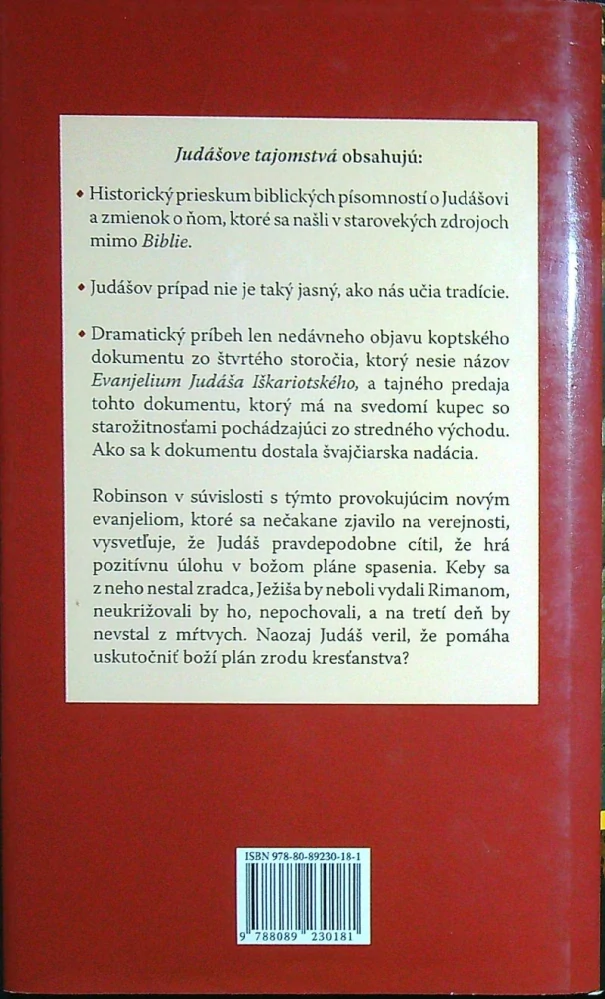 Judášove tajomstvá obsahujú:
• Historický prieskum biblických písomností o Judášovi
a zmienok o ňom, ktoré sa našli v starovekých zdrojoch
mimo Biblie.
• Judášov prípad nie je taký jasný, ako nás učia tradície.
• Dramatický príbeh len nedávneho objavu koptského
dokumentu zo štvrtého storočia, ktorý nesie názov
Evanjelium Judáša Iškariotského, a tajného predaja
tohto dokumentu, ktorý má na svedomí kupec so
starožitnosťami pochádzajúci zo stredného východu.
Ako sa k dokumentu dostala švajčiarska nadácia.
Robinson v súvislosti s týmto provokujúcim novým
evanjeliom, ktoré sa nečakane zjavilo na verejnosti,
vysvetľuje, že Judáš pravdepodobne cítil, že hrá
pozitívnu úlohu v božom pláne spasenia. Keby sa
z neho nestal zradca, Ježiša by neboli vydali Rimanom,
neukrižovali by ho, nepochovali, a na tretí deň by
nevstal z mŕtvych. Naozaj Judáš veril, že pomáha
uskutočniť boží plán zrodu kresťanstva?
ISBN 978-80-89230-18-1
9 788089 230181